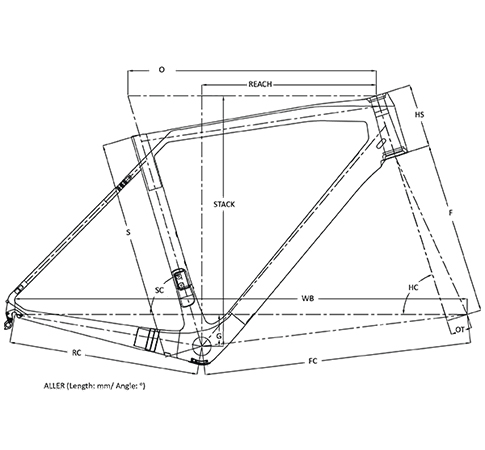 O
REACH
HS
STACK
S
F
SC
HC
WB
OT
G
RC
FC
ALLER (Length: mm/ Angle: °)